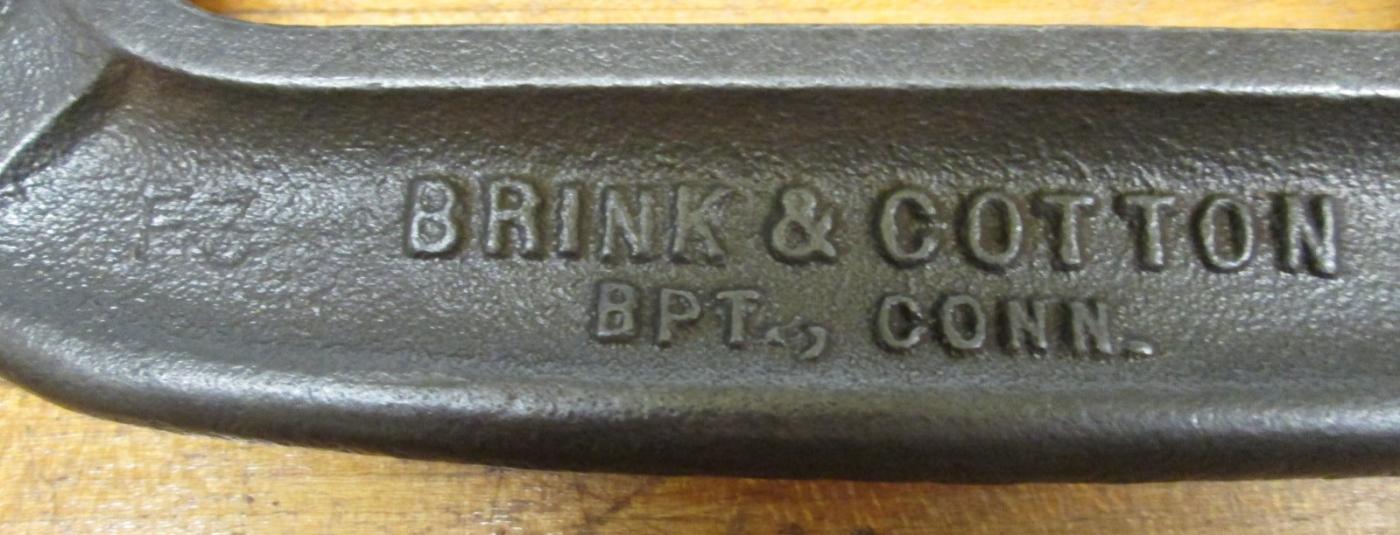 BRINK & COTTON
BPT., CONN.